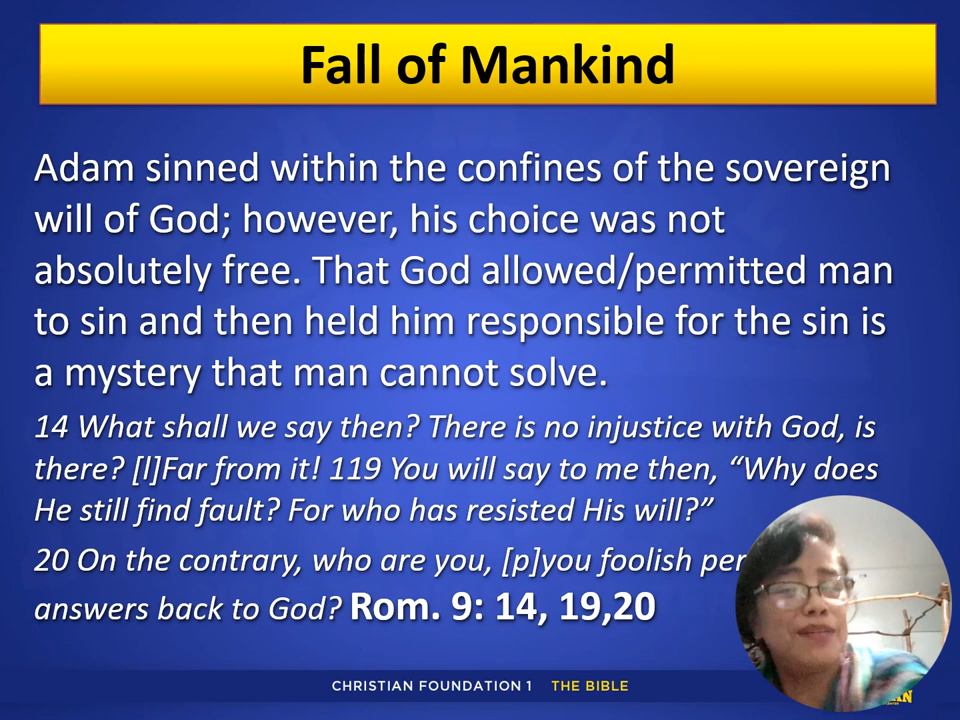 Fall of Mankind
Adam sinned within the confines of the sovereign
will of God; however, his choice was not
absolutely free. That God allowed/permitted man
to sin and then held him responsible for the sin is
a mystery that man cannot solve.
14 What shall we say then? There is no injustice with God, is
there? [l]Far from it! 119 You will say to me then, “Why does
He still find fault? For who has resisted His will?”
20 On the contrary, who are you, [p]you foolish per
answers back to God? Rom. 9: 14, 19,20
CHRISTIAN FOUNDATION 1 THE BIBLE